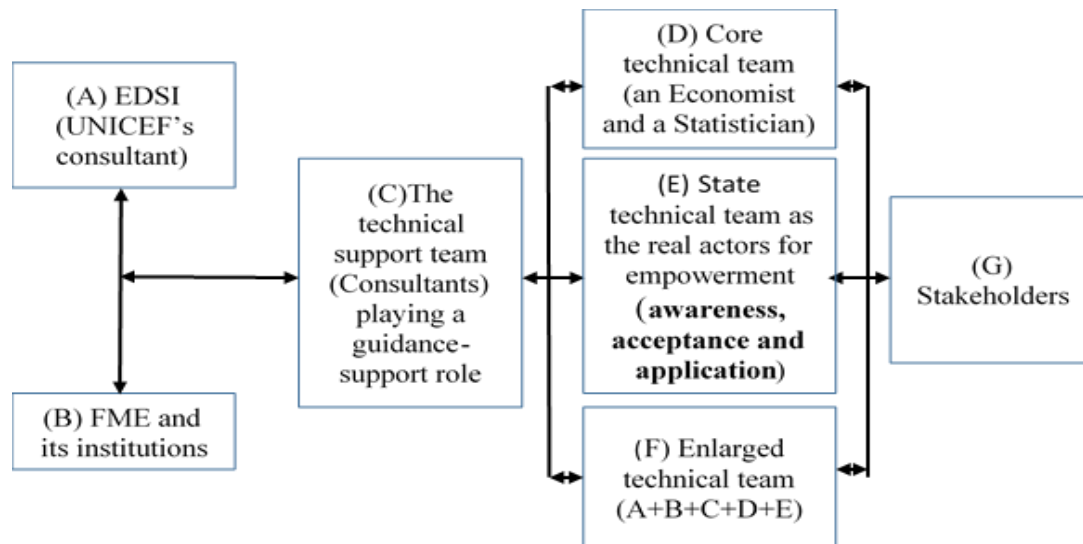 (A) EDSI
(UNICEF's
consultant)
(B) FME and
its institutions
(C)The
technical
support team
(Consultants)
playing a
guidance-
support role
(D) Core
technical team
(an Economist
and a Statistician)
(E) State
technical team as
the real actors for
empowerment
(awareness,
acceptance and
application)
(F) Enlarged
technical team
(A+B+C+D+E)
(G)
Stakeholders